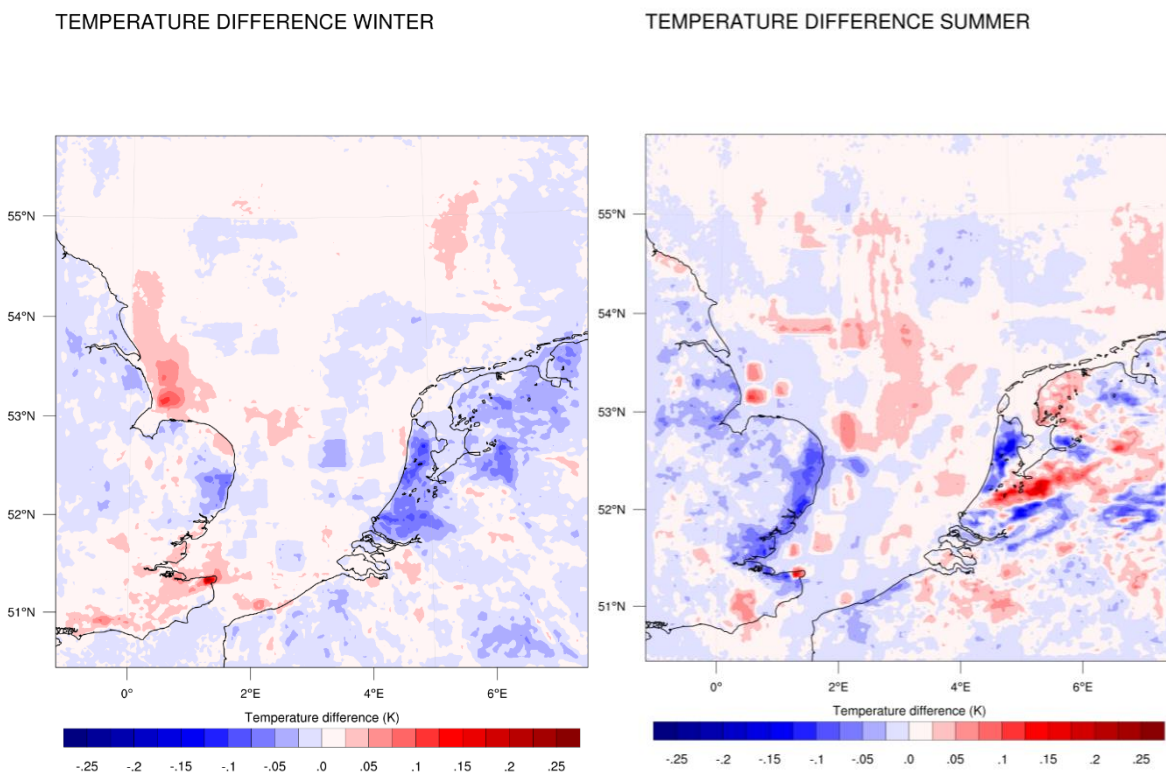 TEMPERATURE DIFFERENCE WINTER
55°N
54°N
53°N
52°N
51°N
0°
2°E
4°E
6°E
Temperature difference (K)
-.25 -.2 -.15 -.1 -.05 .0 .05 .1 .15 .2 .25
TEMPERATURE DIFFERENCE SUMMER
55°N
54°N
53°N
52°N
51°N
0°
2°E
4°E
6°E
Temperature difference (K)
-.25 -.2 -.15 -.1 -.05 .0 .05 .1 .15 .2 .25